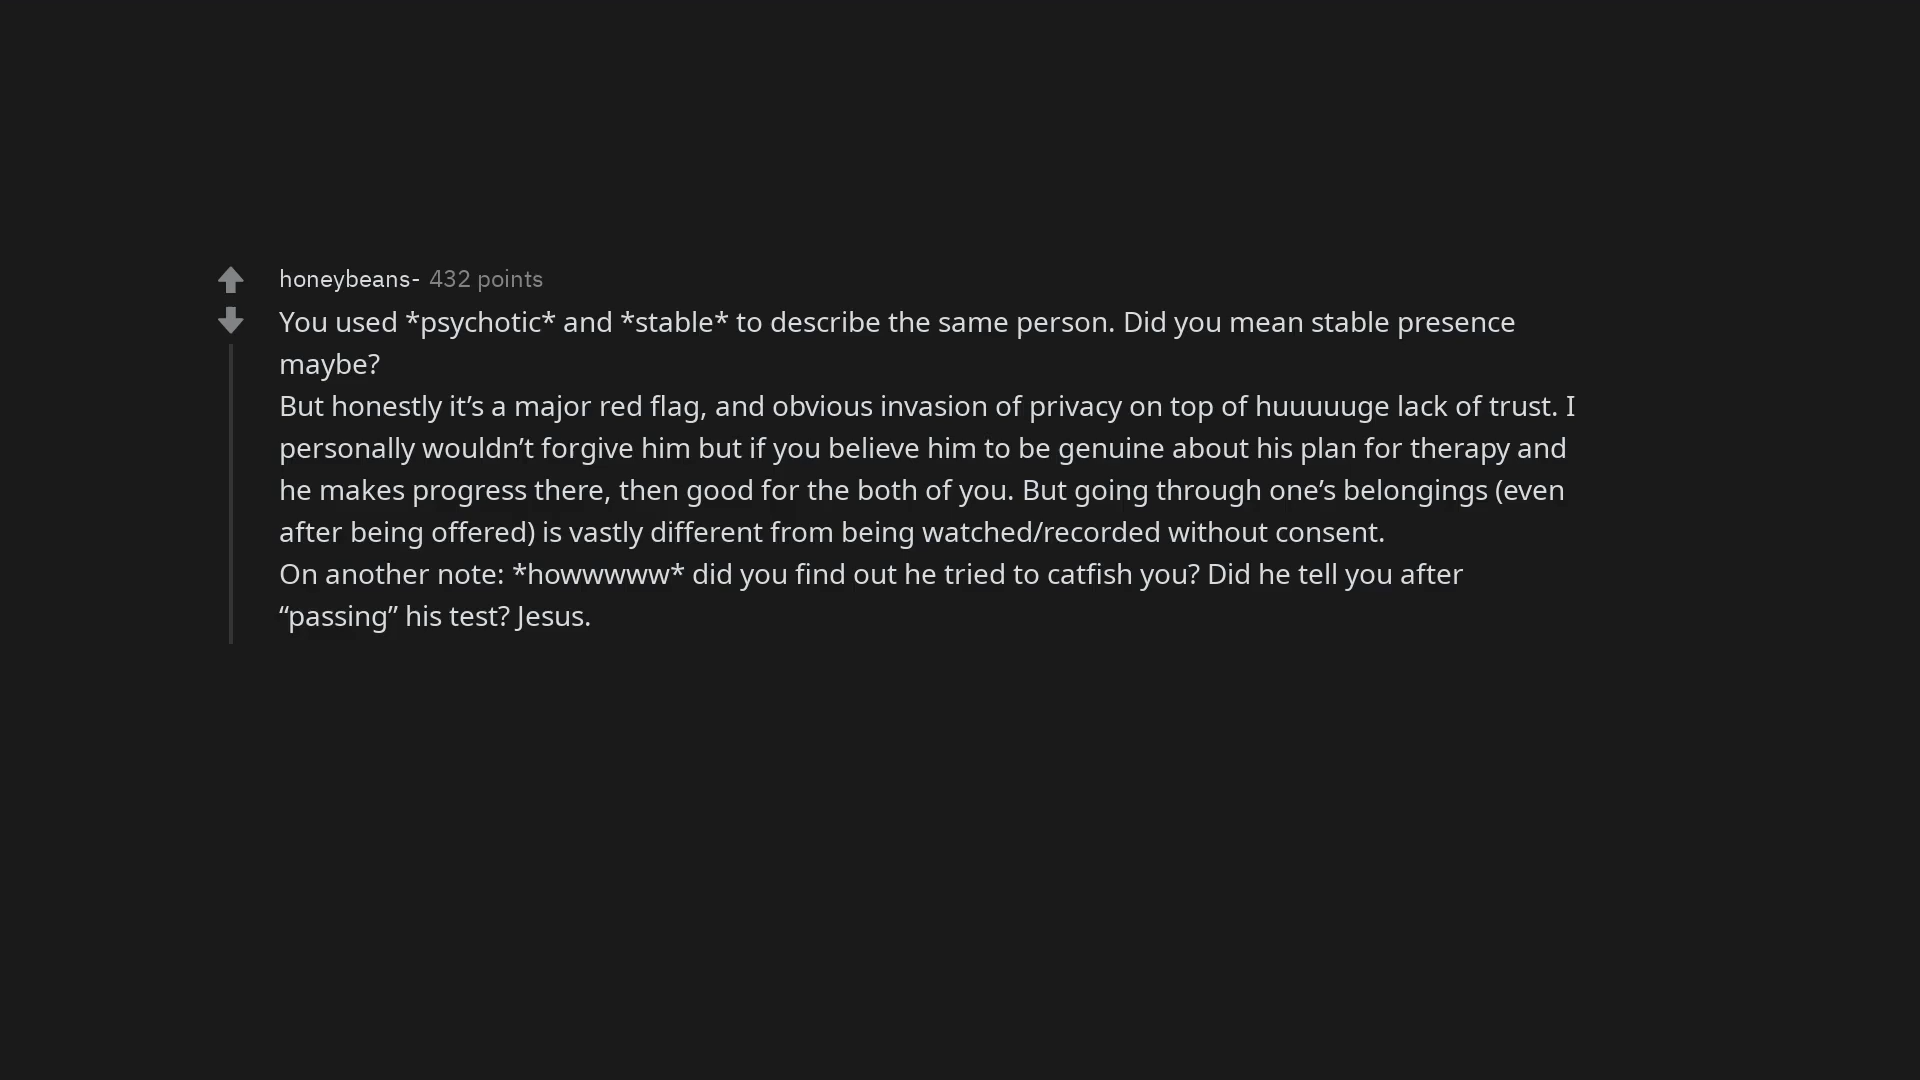 honeybeans- 432 points
You used *psychotic* and *stable* to describe the same person. Did you mean stable presence
maybe?
But honestly it’s a major red flag, and obvious invasion of privacy on top of huuuuuge lack of trust. I
personally wouldn’t forgive him but if you believe him to be genuine about his plan for therapy and
he makes progress there, then good for the both of you. But going through one’s belongings (even
after being offered) is vastly different from being watched/recorded without consent.
On another note: *howwwww* did you find out he tried to catfish you? Did he tell you after
“passing” his test? Jesus.